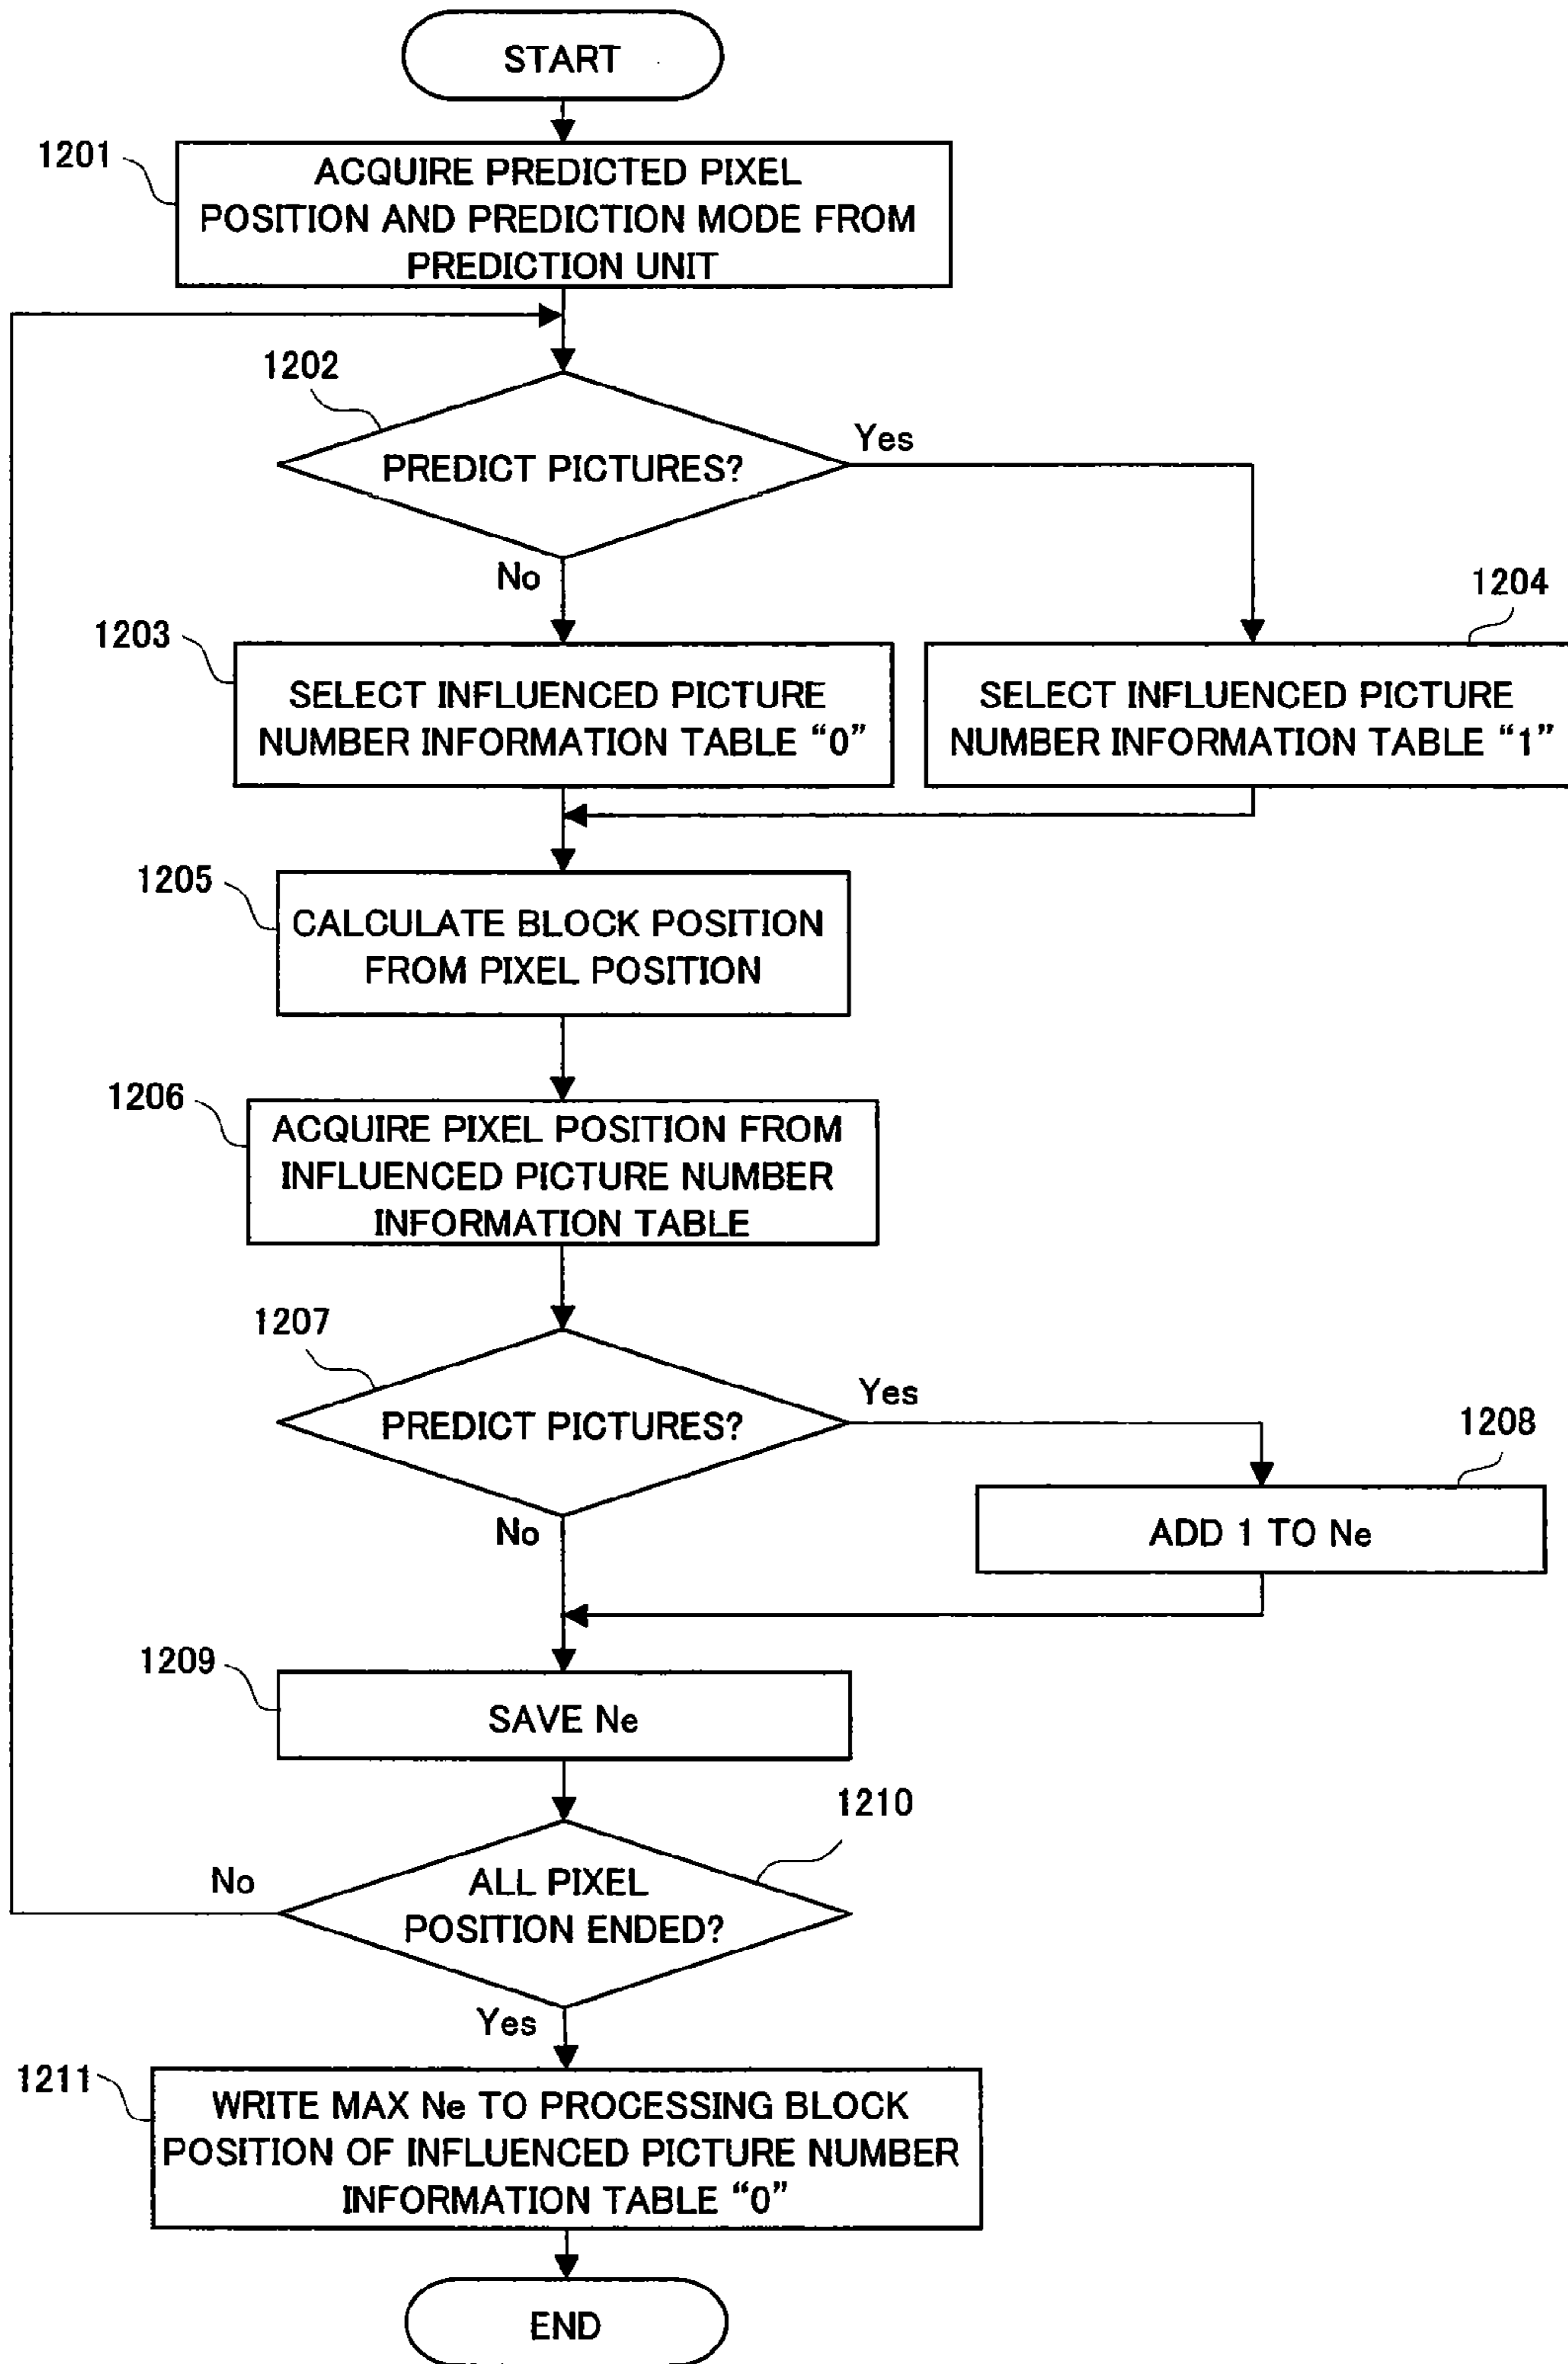 START
1201
ACQUIRE PREDICTED PIXEL
POSITION AND PREDICTION MODE FROM
PREDICTION UNIT
1202
PREDICT PICTURES?
Yes
No
1203
SELECT INFLUENCED PICTURE
NUMBER INFORMATION TABLE “0”
1204
SELECT INFLUENCED PICTURE
NUMBER INFORMATION TABLE “1”
1205
CALCULATE BLOCK POSITION
FROM PIXEL POSITION
1206
ACQUIRE PIXEL POSITION FROM
INFLUENCED PICTURE NUMBER
INFORMATION TABLE
1207
PREDICT PICTURES?
Yes
No
1208
ADD 1 TO Ne
1209
SAVE Ne
1210
ALL PIXEL
POSITION ENDED?
No
Yes
1211
WRITE MAX Ne TO PROCESSING BLOCK
POSITION OF INFLUENCED PICTURE NUMBER
INFORMATION TABLE “0”
END